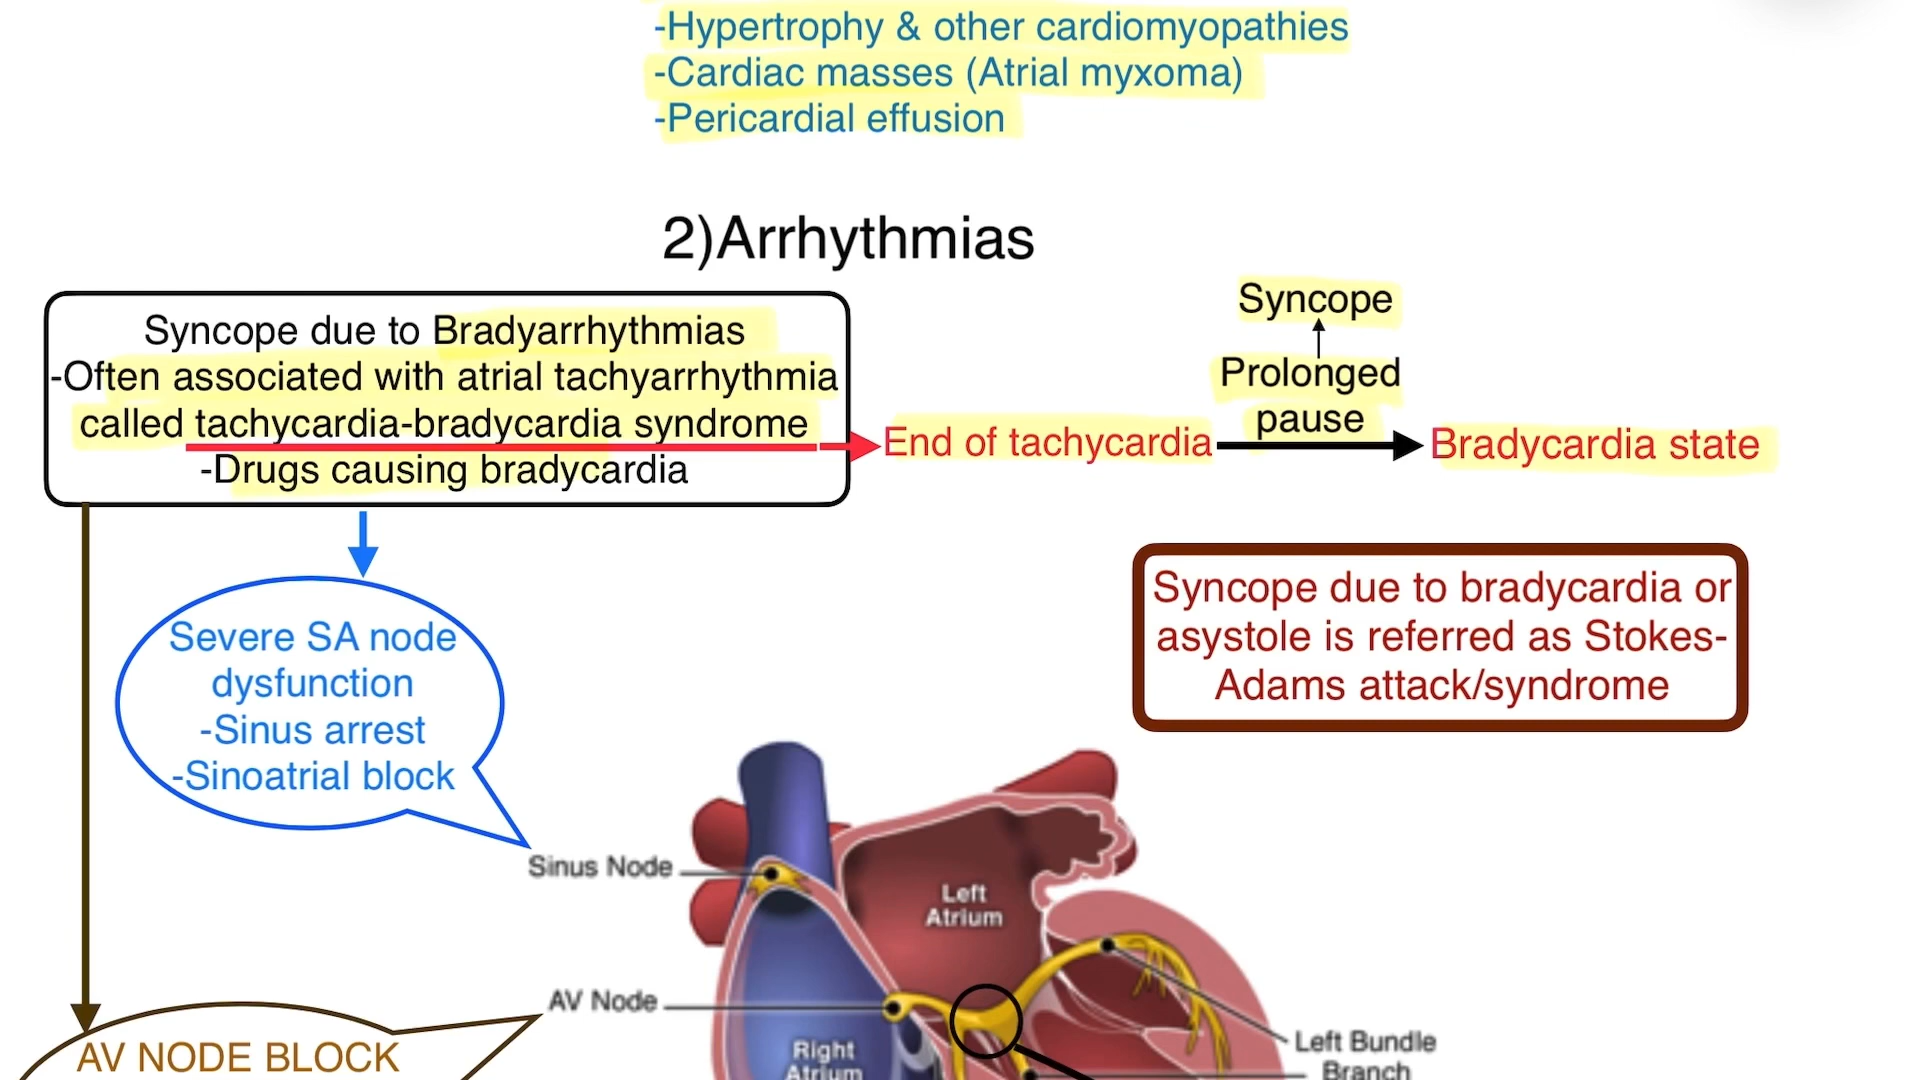 -Hypertrophy & other cardiomyopathies
-Cardiac masses (Atrial myxoma)
-Pericardial effusion
2)Arrhythmias
Syncope due to Bradyarrhythmias
-Often associated with atrial tachyarrhythmia
called tachycardia-bradycardia syndrome
-Drugs causing bradycardia
End of tachycardia
Syncope
Prolonged
pause
Bradycardia state
Syncope due to bradycardia or
asystole is referred as Stokes-
Adams attack/syndrome
Severe SA node
dysfunction
-Sinus arrest
-Sinoatrial block
Sinus Node
Left
Atrium
AV Node
AV NODE BLOCK
Right
Atrium
Left Bundle
Branch